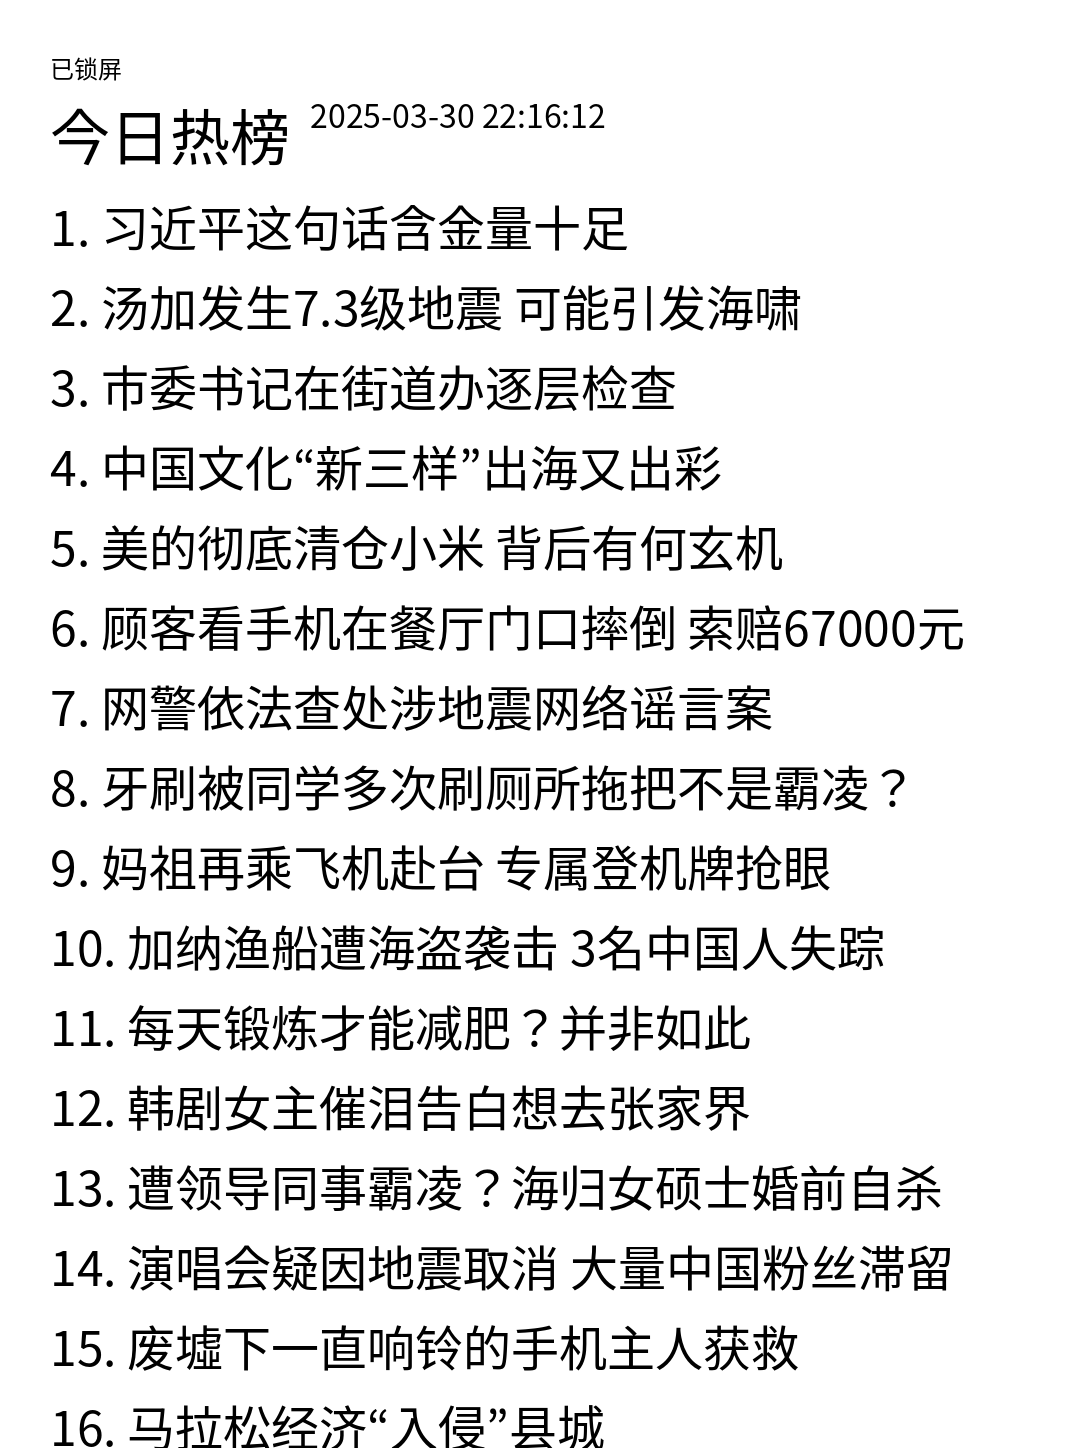 已锁屏
今日热榜 2025-03-30 22:16:12
1. 习近平这句话含金量十足
2. 汤加发生7.3级地震 可能引发海啸
3. 市委书记在街道办逐层检查
4. 中国文化“新三样”出海又出彩
5. 美的彻底清仓小米 背后有何玄机
6. 顾客看手机在餐厅门口摔倒 索赔67000元
7. 网警依法查处涉地震网络谣言案
8. 牙刷被同学多次刷厕所拖把不是霸凌？
9. 妈祖再乘飞机赴台 专属登机牌抢眼
10. 加纳渔船遭海盗袭击 3名中国人失踪
11. 每天锻炼才能减肥？并非如此
12. 韩剧女主催泪告白想去张家界
13. 遭领导同事霸凌？海归女硕士婚前自杀
14. 演唱会疑因地震取消 大量中国粉丝滞留
15. 废墟下一直响铃的手机主人获救
16. 马拉松经济“入侵”县城